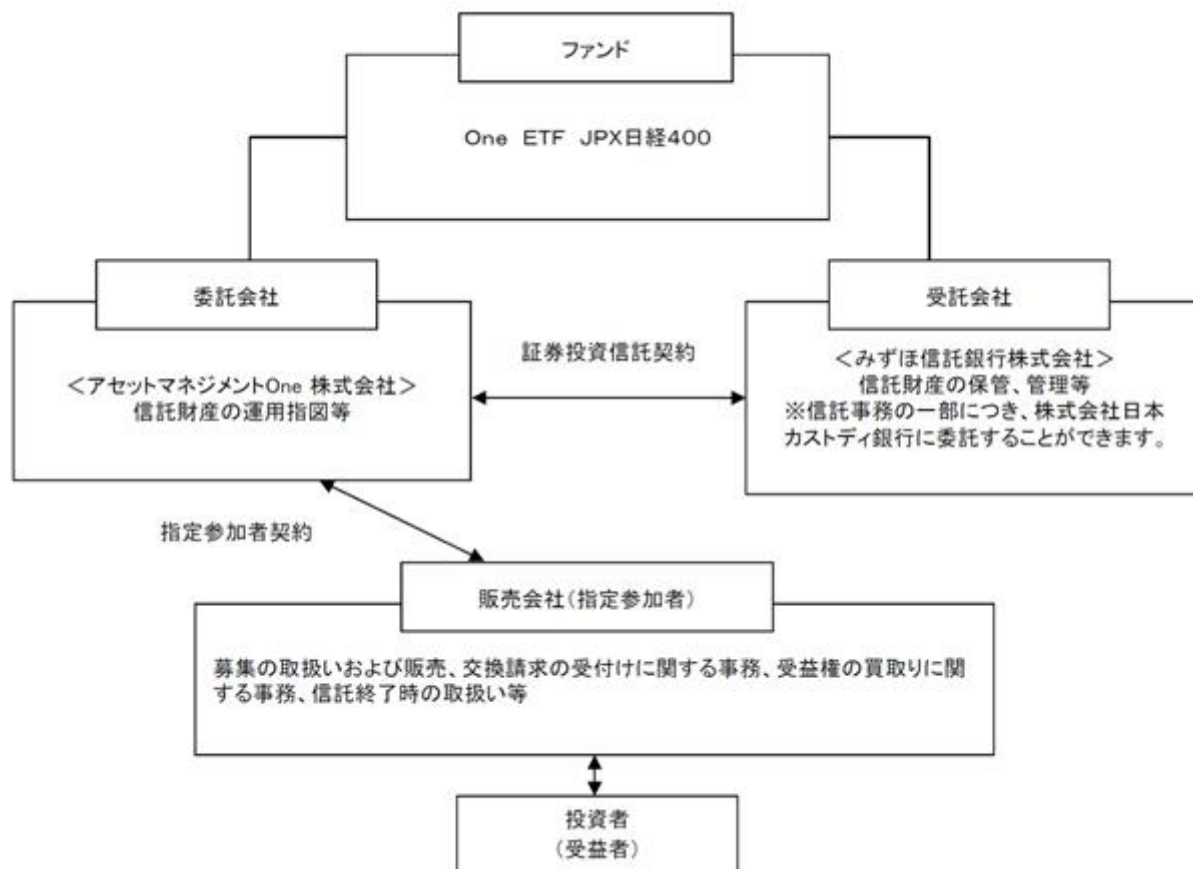 ファンド
One ETF JPX日経400
委託会社
<アセットマネジメントOne 株式会社>
信託財産の運用指図等
証券投資信託契約
受託会社
<みずほ信託銀行株式会社>
信託財産の保管、管理等
※信託事務の一部につき、株式会社日本
カストディ銀行に委託することができます。
指定参加者契約
販売会社(指定参加者)
募集の取扱いおよび販売、交換請求の受付けに関する事務、受益権の買取りに関
する事務、信託終了時の取扱い等
投資者
(受益者)